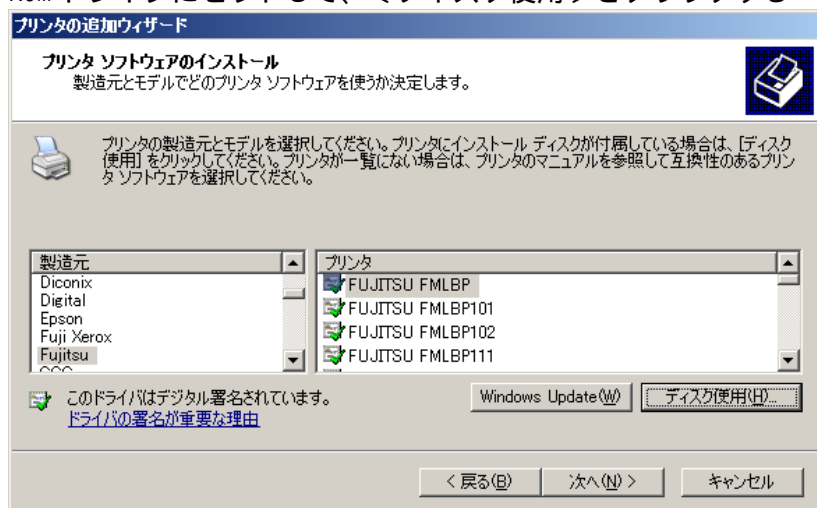 プリンタの追加ウィザード
プリンタ ソフトウェアのインストール
製造元とモデルでどのプリンタ ソフトウェアを使うか決定します。
プリンタの製造元とモデルを選択してください。プリンタにインストール ディスクが付属している場合は、[ディスク
使用] をクリックしてください。プリンタが一覧にない場合は、プリンタのマニュアルを参照して互換性のあるプリン
タ ソフトウェアを選択してください。
製造元
プリンタ
Diconix
FUJITSU FMLBP
Digital
FUJITSU FMLBP101
Epson
Fuji Xerox
FUJITSU FMLBP102
Fujitsu
FUJITSU FMLBP111
このドライバはデジタル署名されています。
Windows Update(W)
ディスク使用(H)...
ドライバの署名が重要な理由
< 戻る(B)
次へ(N) >
キャンセル